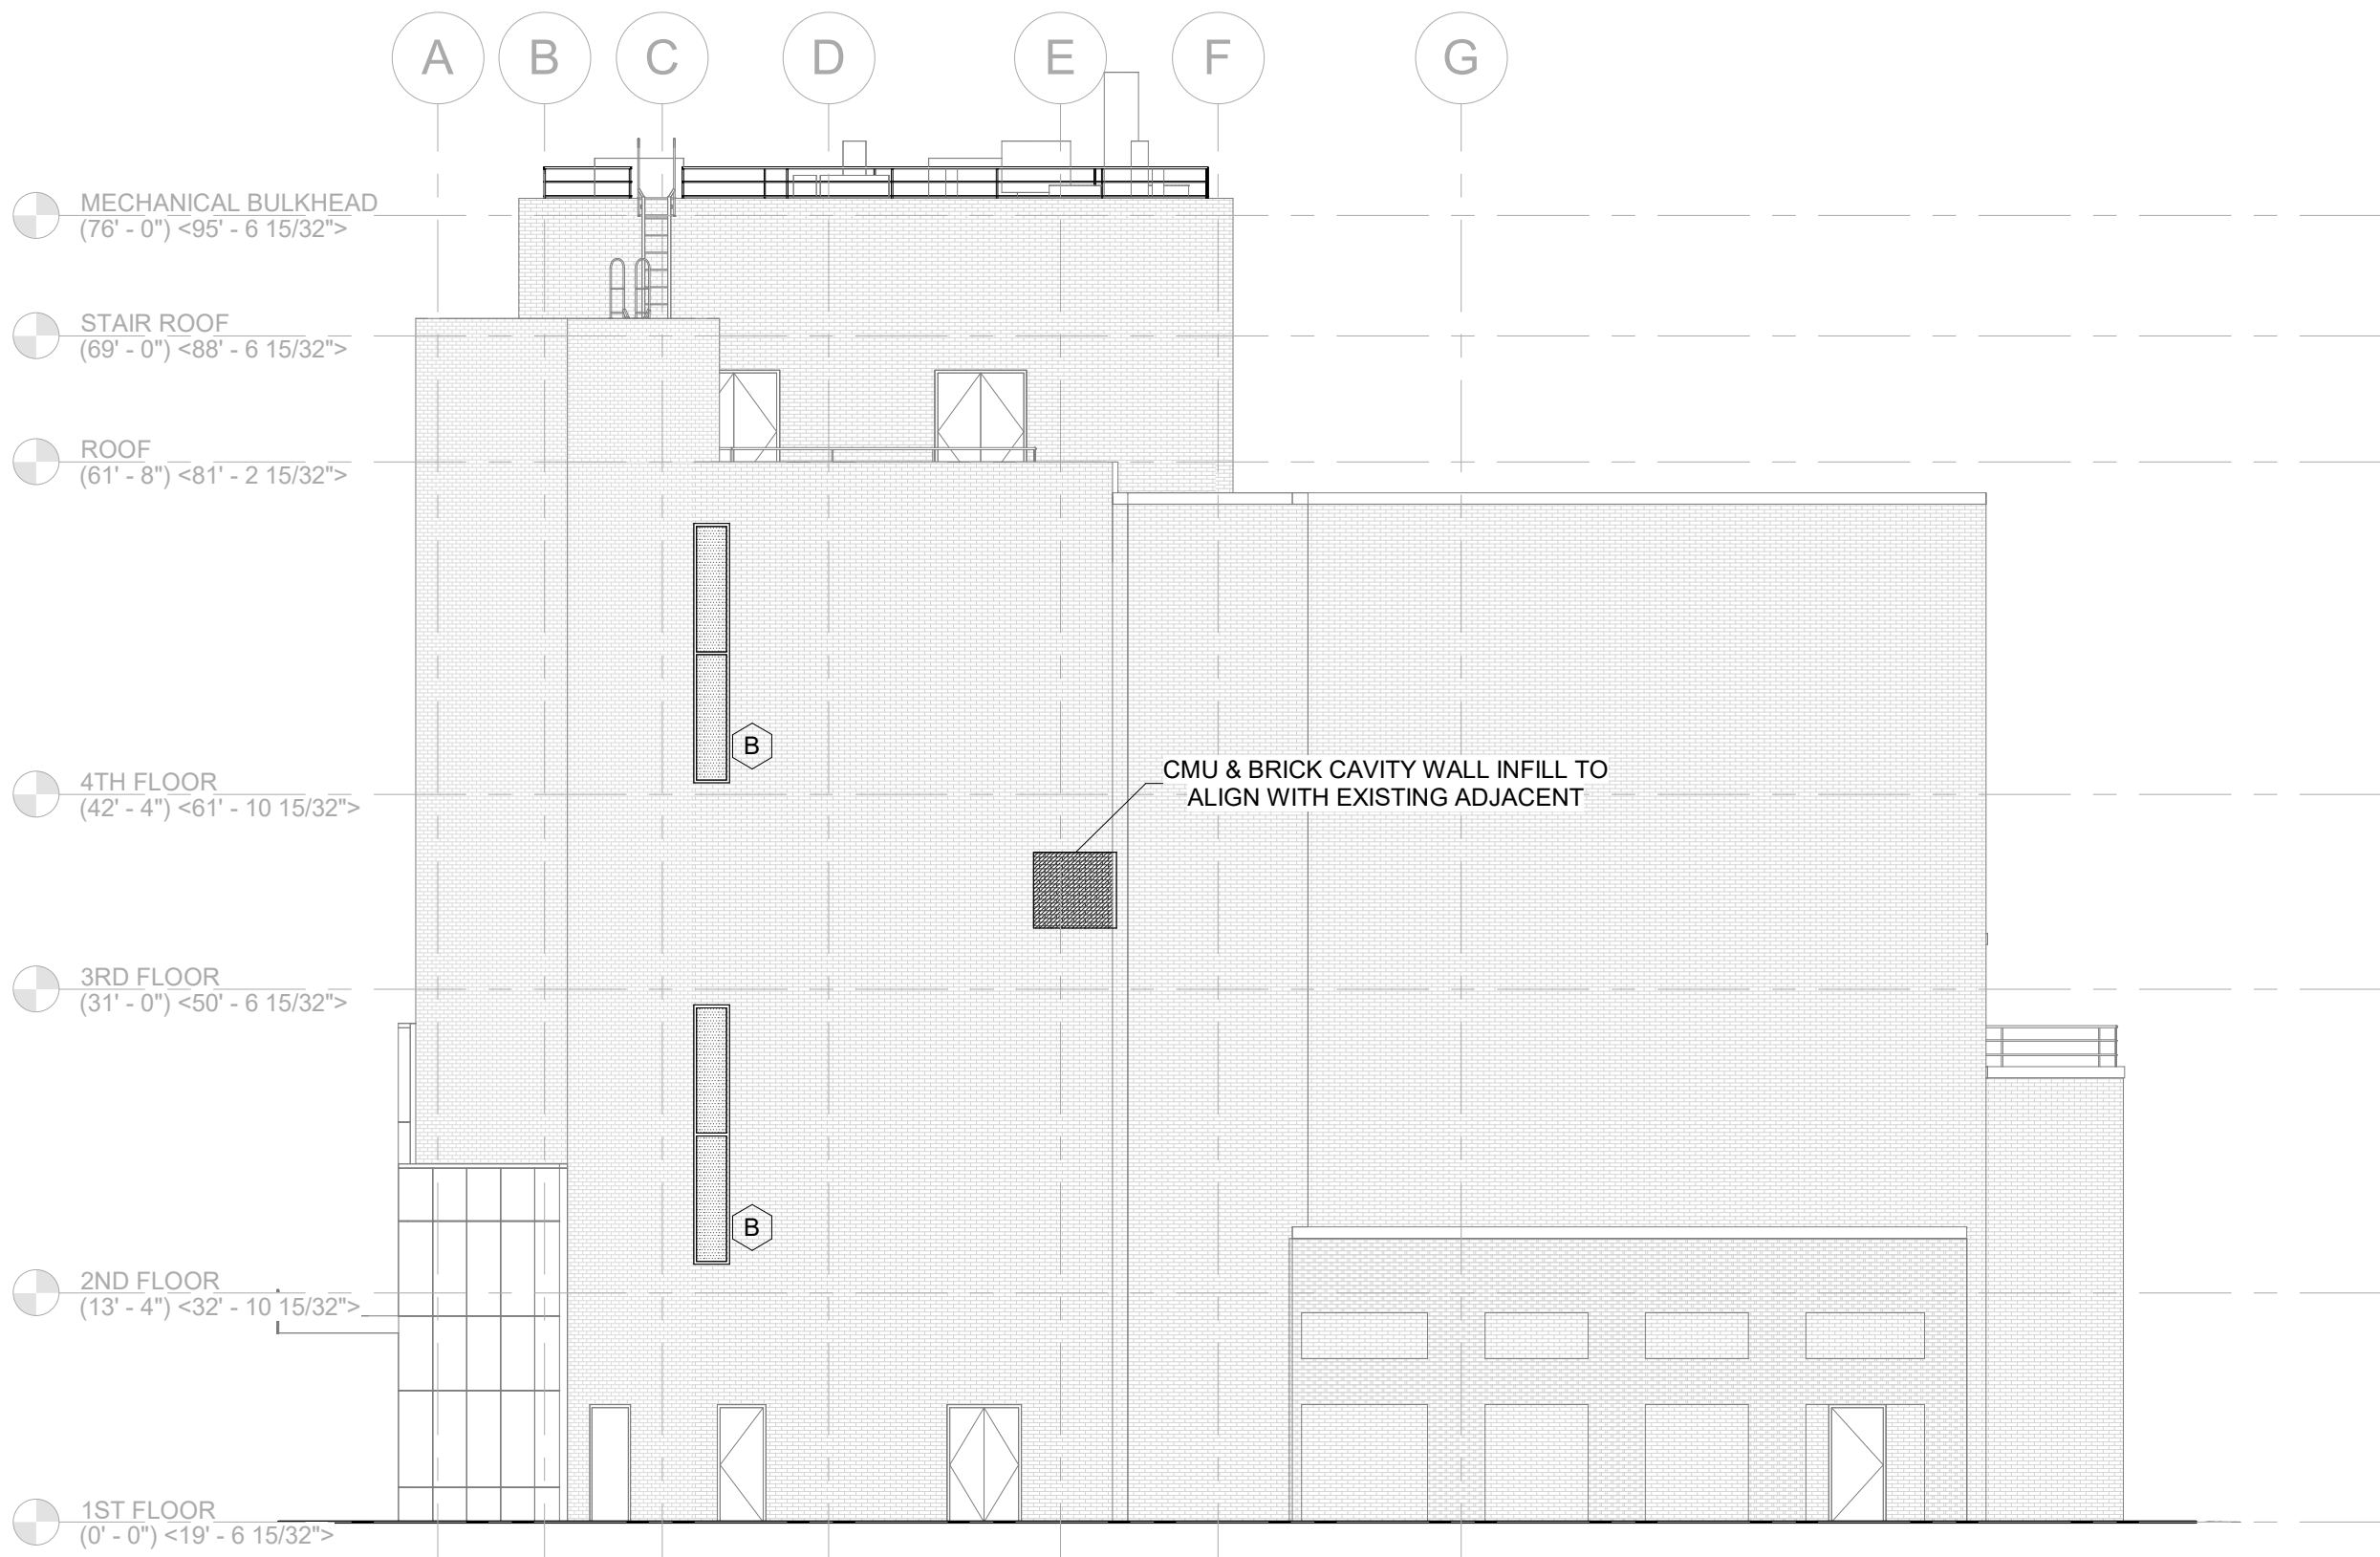 A B C D E F G
MECHANICAL BULKHEAD
(76' - 0") <95' - 6 15/32">
STAIR ROOF
(69' - 0") <88' - 6 15/32">
ROOF
(61' - 8") <81' - 2 15/32">
B
CMU & BRICK CAVITY WALL INFILL TO
ALIGN WITH EXISTING ADJACENT
4TH FLOOR
(42' - 4") <61' - 10 15/32">
3RD FLOOR
(31' - 0") <50' - 6 15/32">
B
2ND FLOOR
(13' - 4") <32' - 10 15/32">
1ST FLOOR
(0' - 0") <19' - 6 15/32">